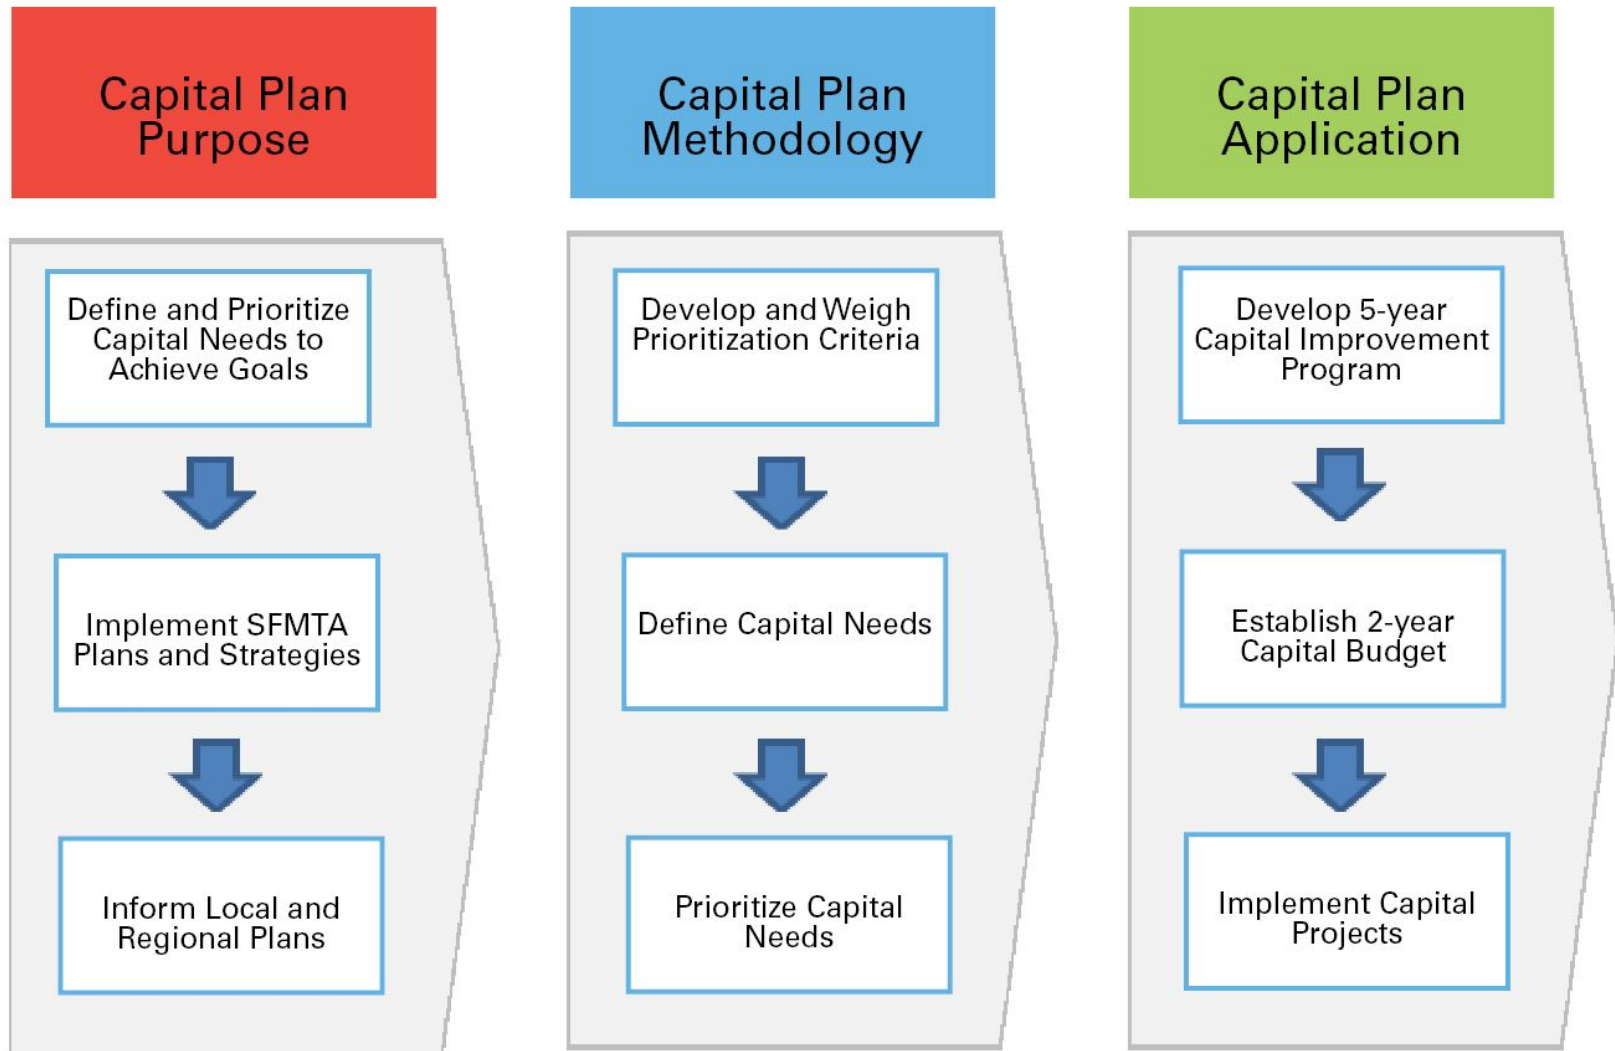 Capital Plan
Purpose
Capital Plan
Methodology
Capital Plan
Application
Define and Prioritize
Capital Needs to
Achieve Goals
Implement SFMTA
Plans and Strategies
Inform Local and
Regional Plans
Develop and Weigh
Prioritization Criteria
Define Capital Needs
Prioritize Capital
Needs
Develop 5-year
Capital Improvement
Program
Establish 2-year
Capital Budget
Implement Capital
Projects